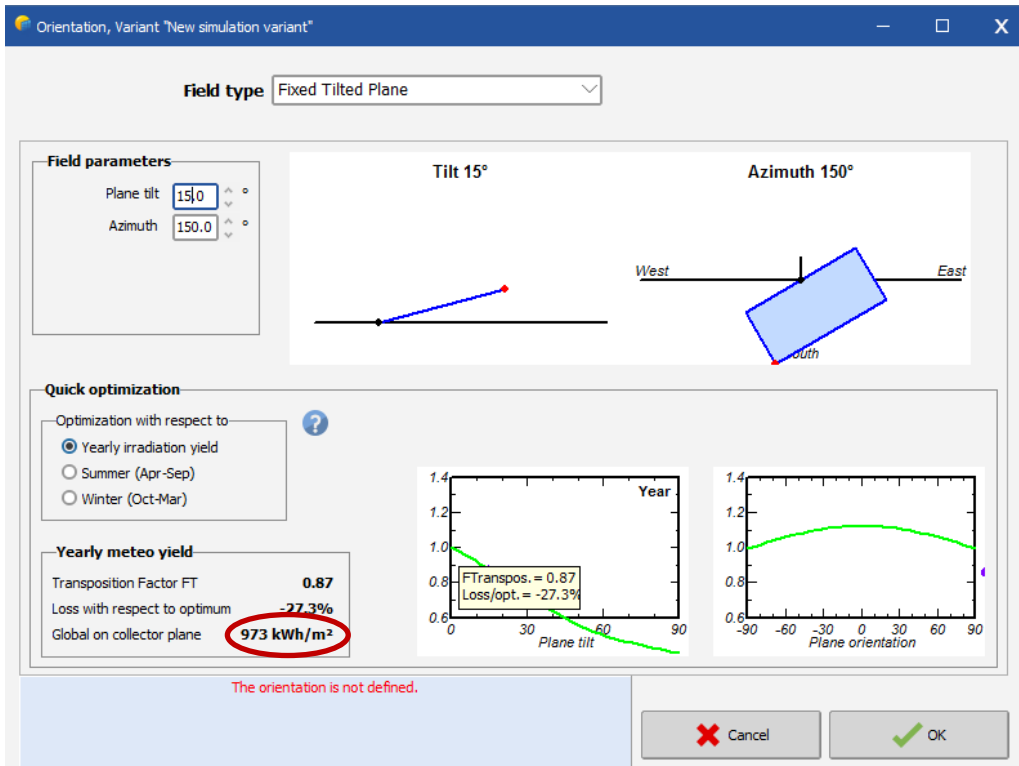 Orientation, Variant "New simulation variant"
Field type Fixed Tilted Plane
Field parameters
Plane tilt 15.0 °
Azimuth 150.0 °
Tilt 15°
Azimuth 150°
West East
outh
Quick optimization
Optimization with respect to
Yearly irradiation yield
Summer (Apr-Sep)
Winter (Oct-Mar)
?
Yearly meteo yield
Transposition Factor FT 0.87
Loss with respect to optimum -27.3%
Global on collector plane 973 kWh/m²
Year
1.4
1.2
1.0
0.8
0.6
FTranspos. = 0.87
Loss/opt. = -27.3%
0 30 60 90
Plane tilt
1.4
1.2
1.0
0.8
0.6
-90 -60 -30 0 30 60 90
Plane orientation
The orientation is not defined.
Cancel
OK